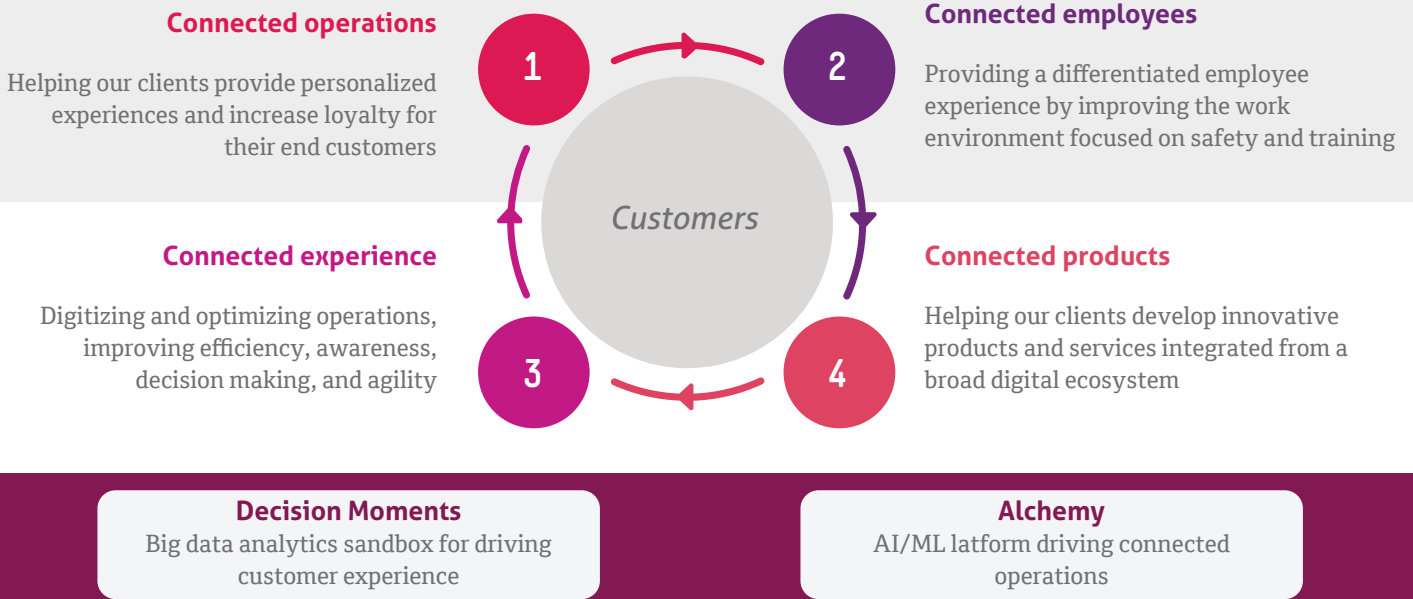 Connected operations
Helping our clients provide personalized
experiences and increase loyalty for
their end customers
1
2
Connected employees
Providing a differentiated employee
experience by improving the work
environment focused on safety and training
Customers
Connected experience
Digitizing and optimizing operations,
improving efficiency, awareness,
decision making, and agility
3
4
Connected products
Helping our clients develop innovative
products and services integrated from a
broad digital ecosystem
Decision Moments
Big data analytics sandbox for driving
customer experience
Alchemy
AI/ML latform driving connected
operations